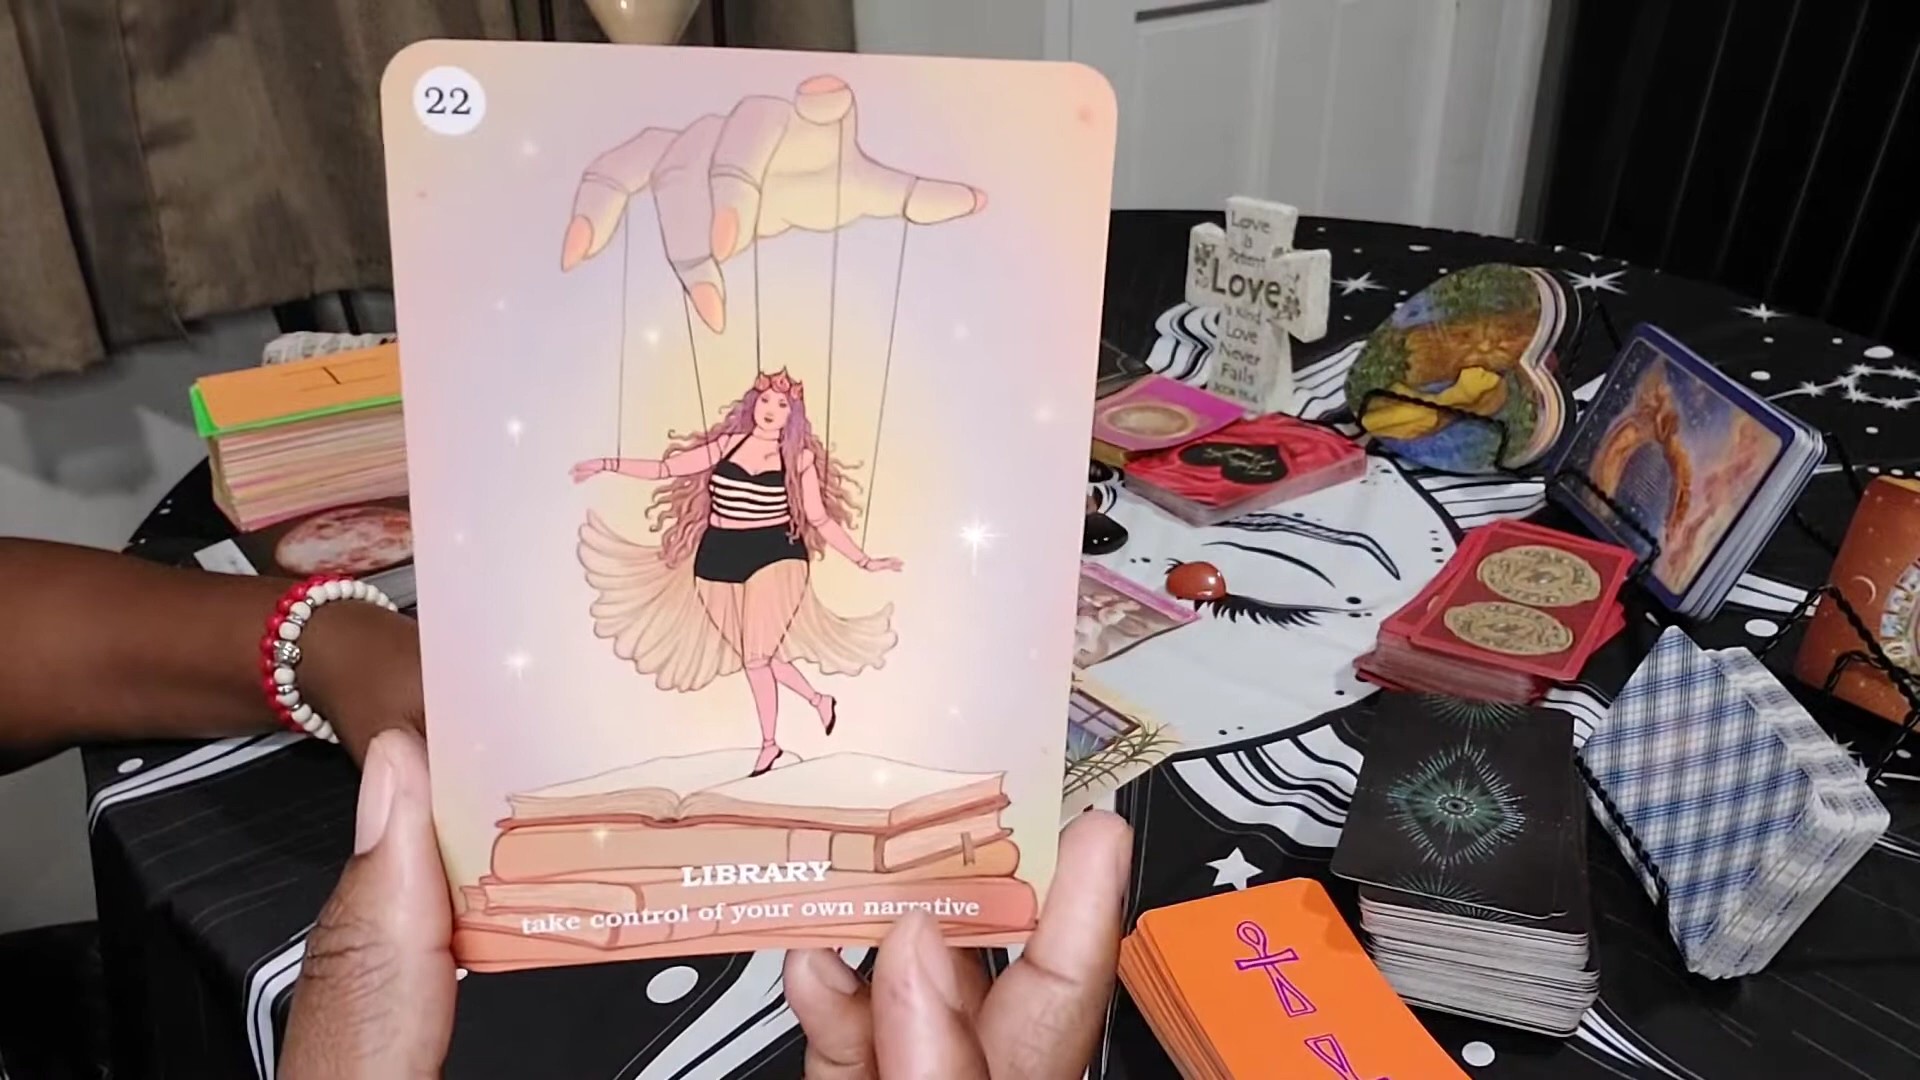 22
LIBRARY
take control of your own narrative
Love
is
Patient
Love
is Kind
Love
Never
Fails